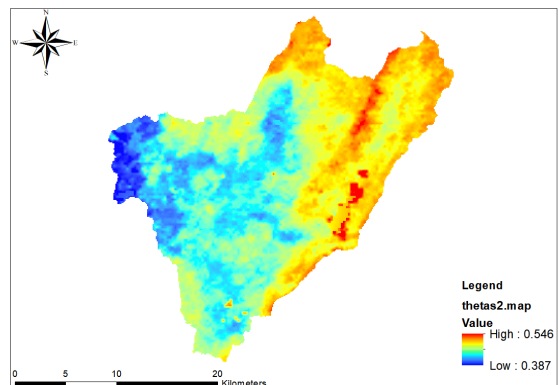 N
W E
S
Legend
thetas2.map
Value
High : 0.546
Low : 0.387
0 5 10 20
Kilometers